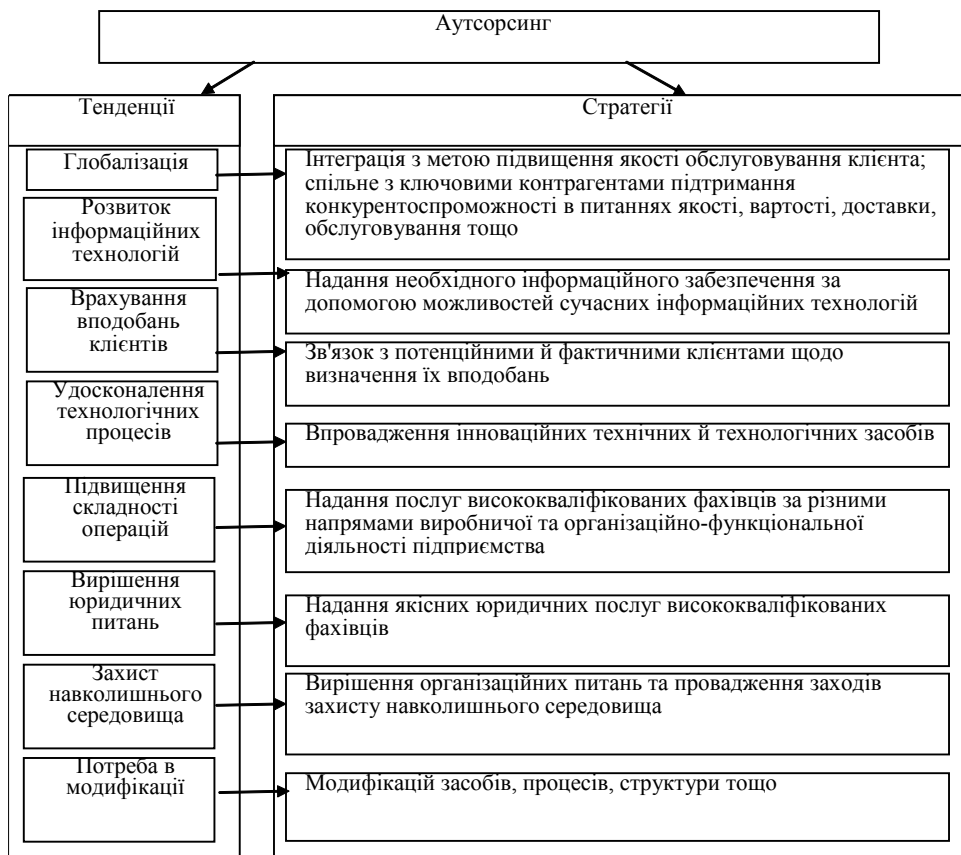 Аутсорсинг
Тенденції
Стратегії
Глобалізація
Інтеграція з метою підвищення якості обслуговування клієнта;
спільне з ключовими контрагентами підтримання
конкурентоспроможності в питаннях якості, вартості, доставки,
обслуговування тощо
Розвиток
інформаційних
технологій
Надання необхідного інформаційного забезпечення за
допомогою можливостей сучасних інформаційних технологій
Врахування
вподобань
клієнтів
Зв'язок з потенційними й фактичними клієнтами щодо
визначення їх вподобань
Удосконалення
технологічних
процесів
Впровадження інноваційних технічних й технологічних засобів
Підвищення
складності
операцій
Надання послуг висококваліфікованих фахівців за різними
напрямами виробничої та організаційно-функціональної
діяльності підприємства
Вирішення
юридичних
питань
Надання якісних юридичних послуг висококваліфікованих
фахівців
Захист
навколишнього
середовища
Вирішення організаційних питань та провадження заходів
захисту навколишнього середовища
Потреба в
модифікації
Модифікацій засобів, процесів, структури тощо